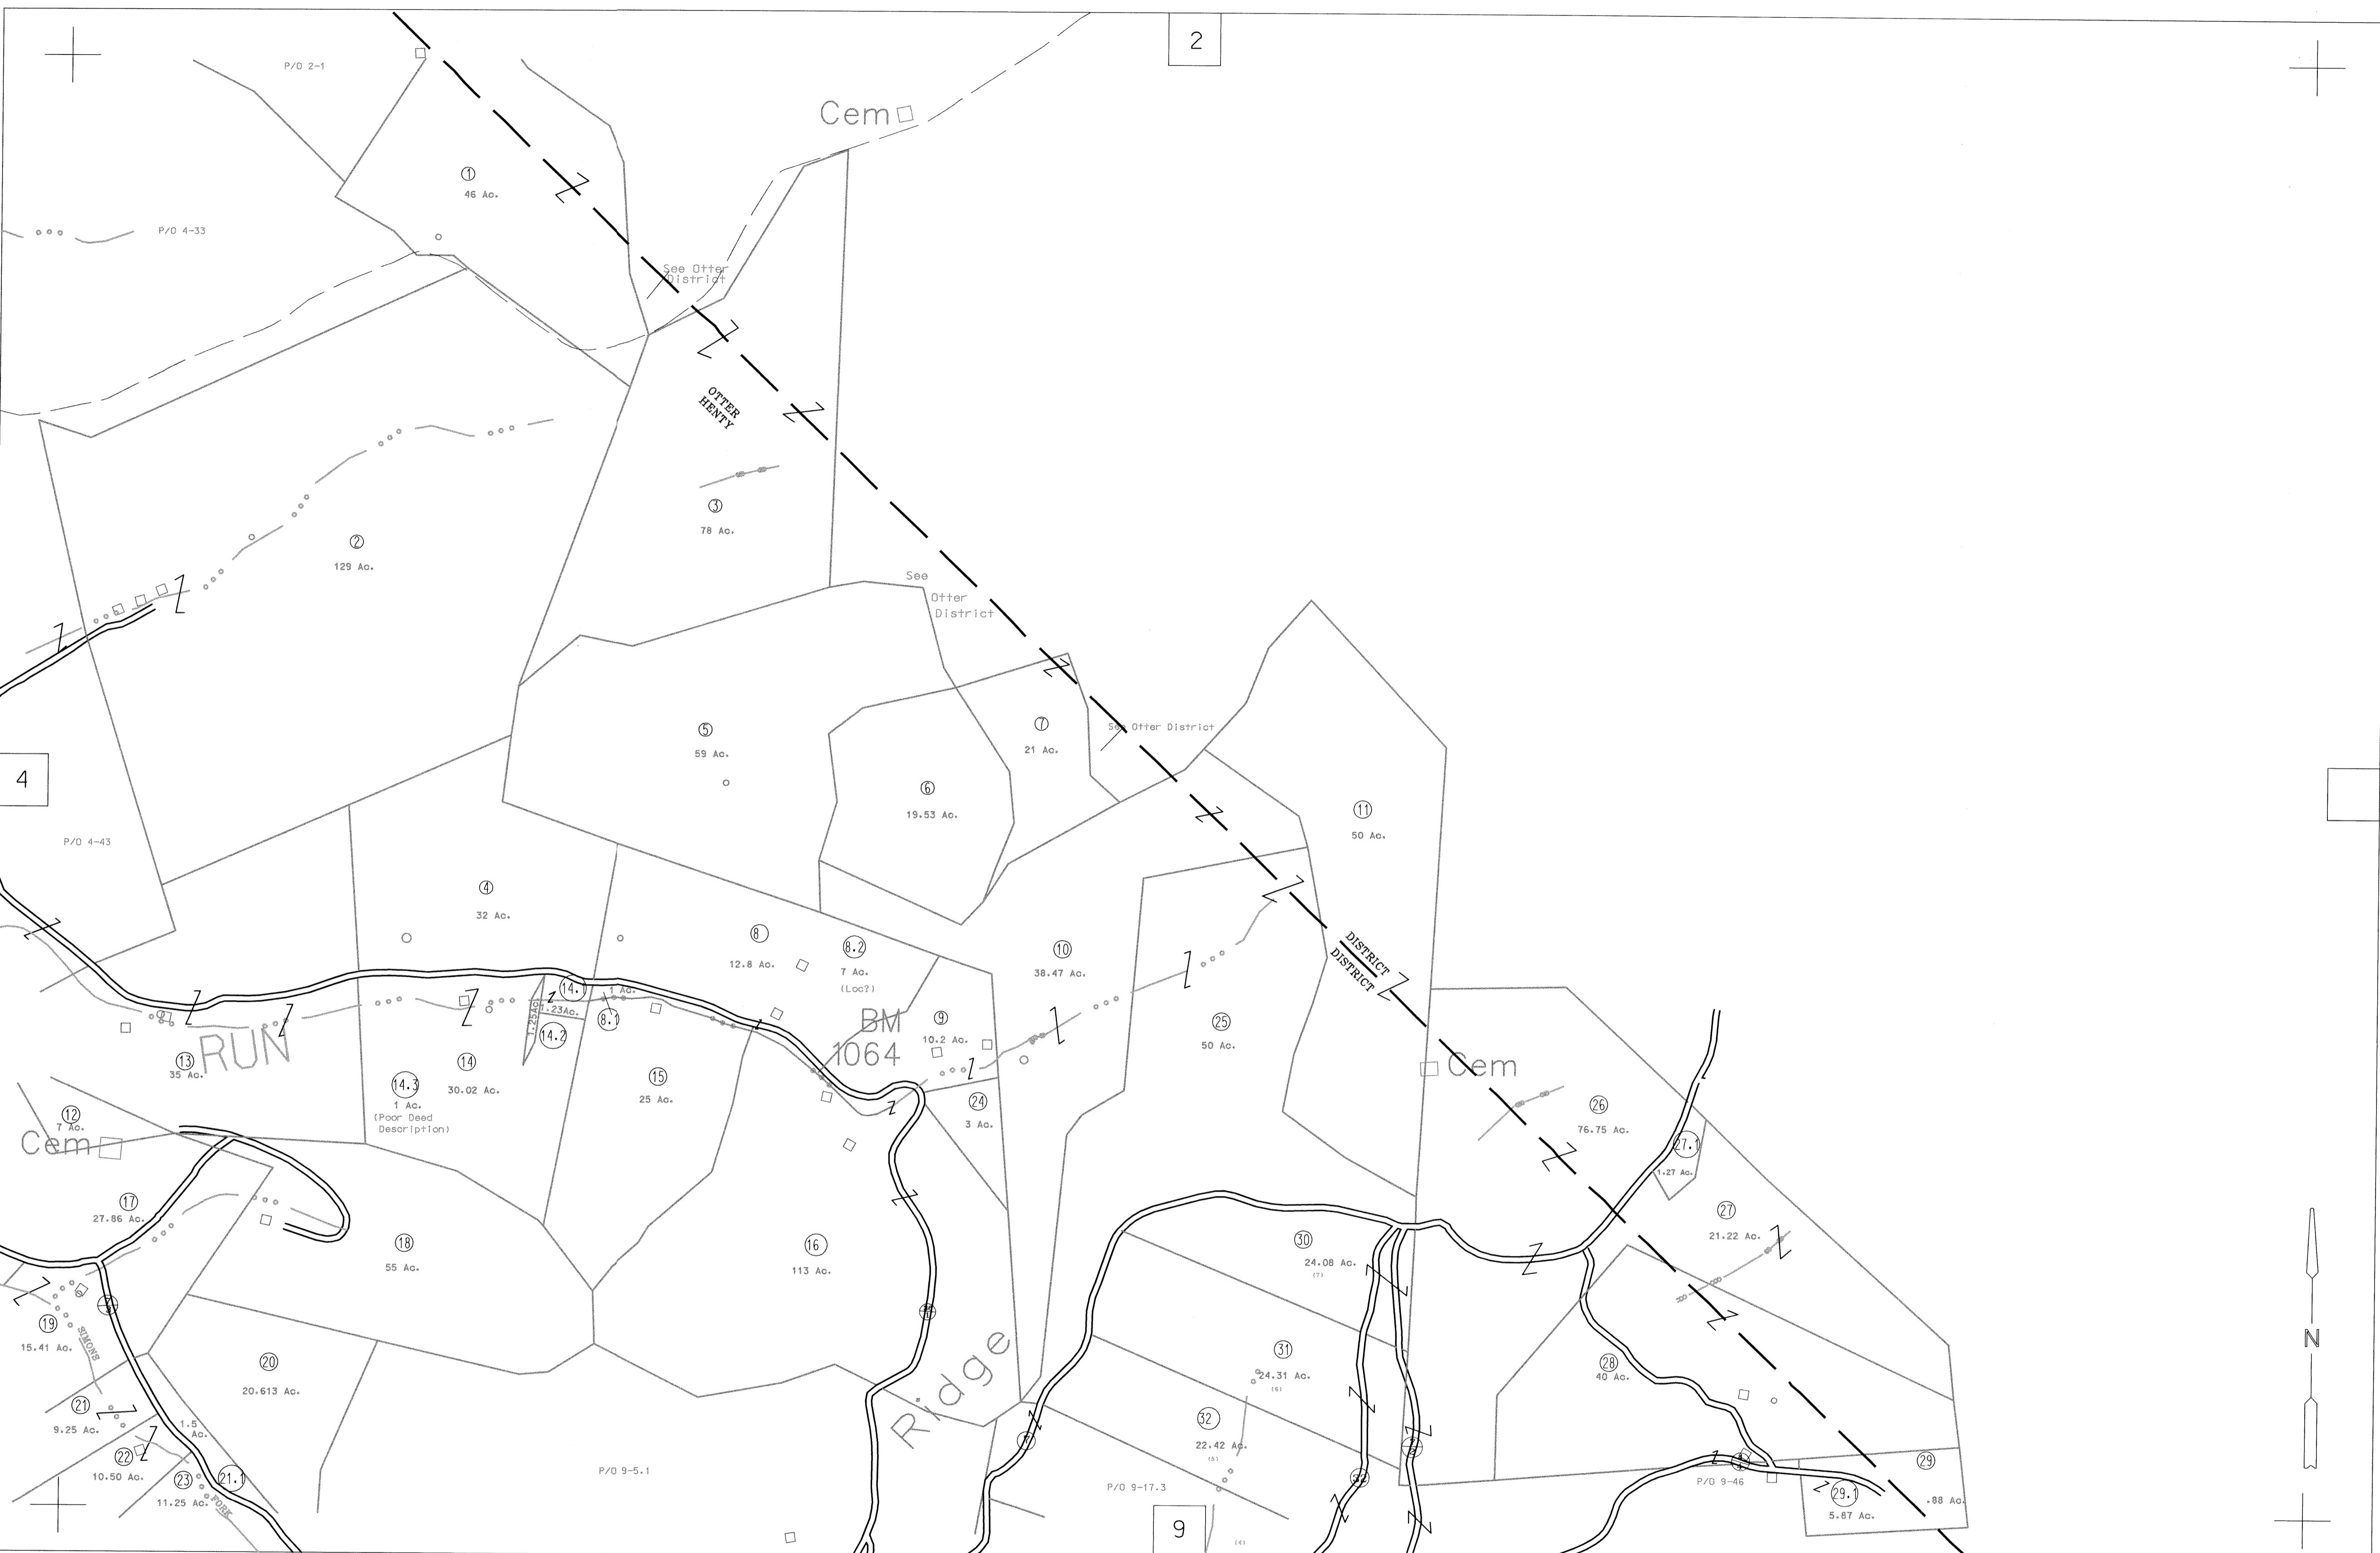 2
P/O 2-1
Cem
1
46 Ac.
P/O 4-33
See Otter
District
OTTER
HENTY
3
78 Ac.
2
129 Ac.
See
Otter
District
5
59 Ac.
7
21 Ac.
See Otter District
4
6
19.53 Ac.
11
50 Ac.
P/O 4-43
4
32 Ac.
8
12.8 Ac.
8.2
7 Ac.
(Loc?)
10
38.47 Ac.
DISTRICT
DISTRICT
14.1
1 Ac.
1.23Ac.
1.25Ac.
8.1
14.2
BM
1064
9
10.2 Ac.
25
50 Ac.
RUN
13
35 Ac.
14
30.02 Ac.
14.3
1 Ac.
(Poor Deed
Description)
15
25 Ac.
24
3 Ac.
Cem
26
76.75 Ac.
12
7 Ac.
Cem
27.1
1.27 Ac.
17
27.86 Ac.
18
55 Ac.
16
113 Ac.
30
24.08 Ac.
(7)
27
21.22 Ac.
19
15.41 Ac.
SIMONS
20
20.613 Ac.
Ridge
31
24.31 Ac.
(6)
28
40 Ac.
N
21
9.25 Ac.
1.5
Ac.
32
22.42 Ac.
(5)
22
10.50 Ac.
23
11.25 Ac.
21.1
FORK
P/O 9-5.1
7
32
P/O 9-17.3
P/O 9-46
29
.88 Ac.
29.1
5.87 Ac.
9
(4)